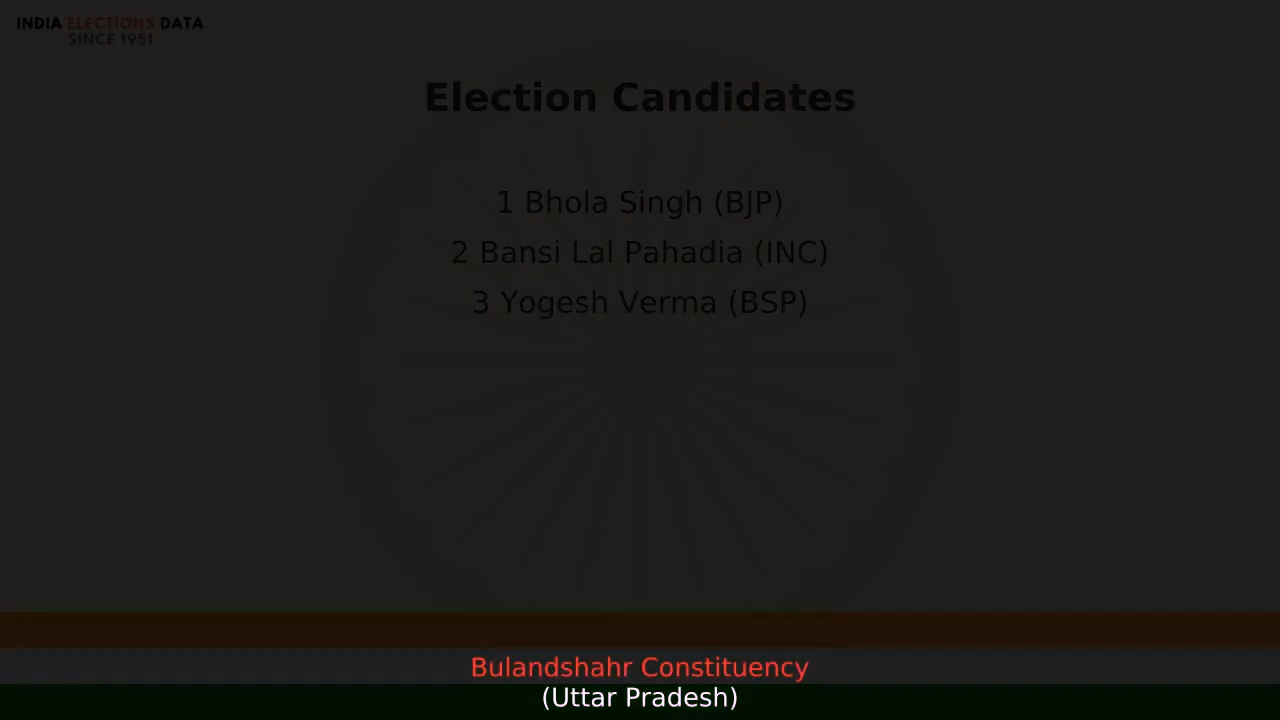 INDIA ELECTIONS DATA
SINCE 1951
Election Candidates
1 Bhola Singh (BJP)
2 Bansi Lal Pahadia (INC)
3 Yogesh Verma (BSP)
Bulandshahr Constituency
(Uttar Pradesh)